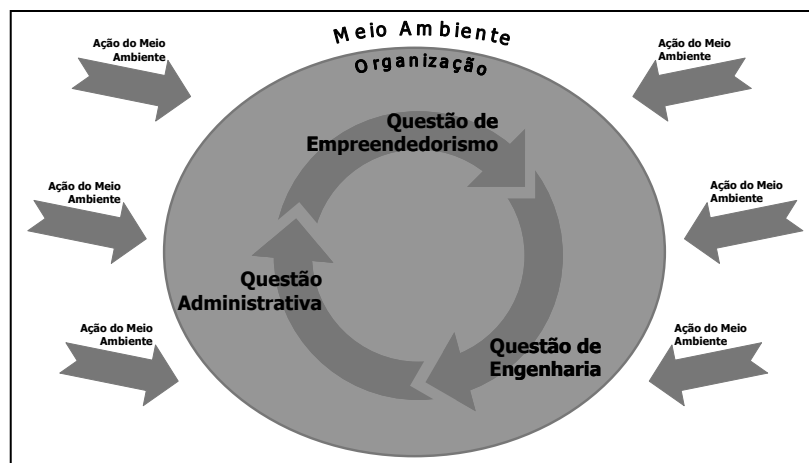 Meio Ambiente
Organização
Ação do Meio
Ambiente
Ação do Meio
Ambiente
Questão de
Empreendedorismo
Ação do Meio
Ambiente
Ação do Meio
Ambiente
Questão
Administrativa
Ação do Meio
Ambiente
Ação do Meio
Ambiente
Questão de
Engenharia